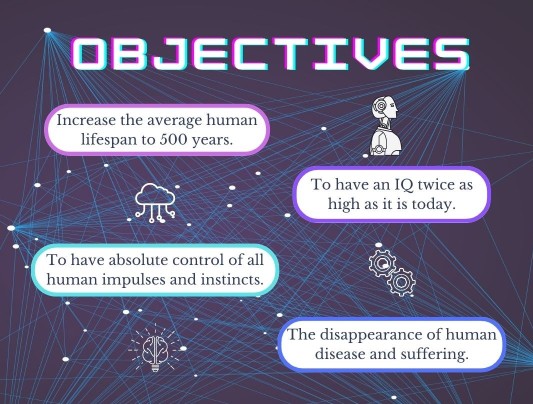 OBJECTIVES
Increase the average human
lifespan to 500 years.
To have an IQ twice as
high as it is today.
To have absolute control of all
human impulses and instincts.
The disappearance of human
disease and suffering.